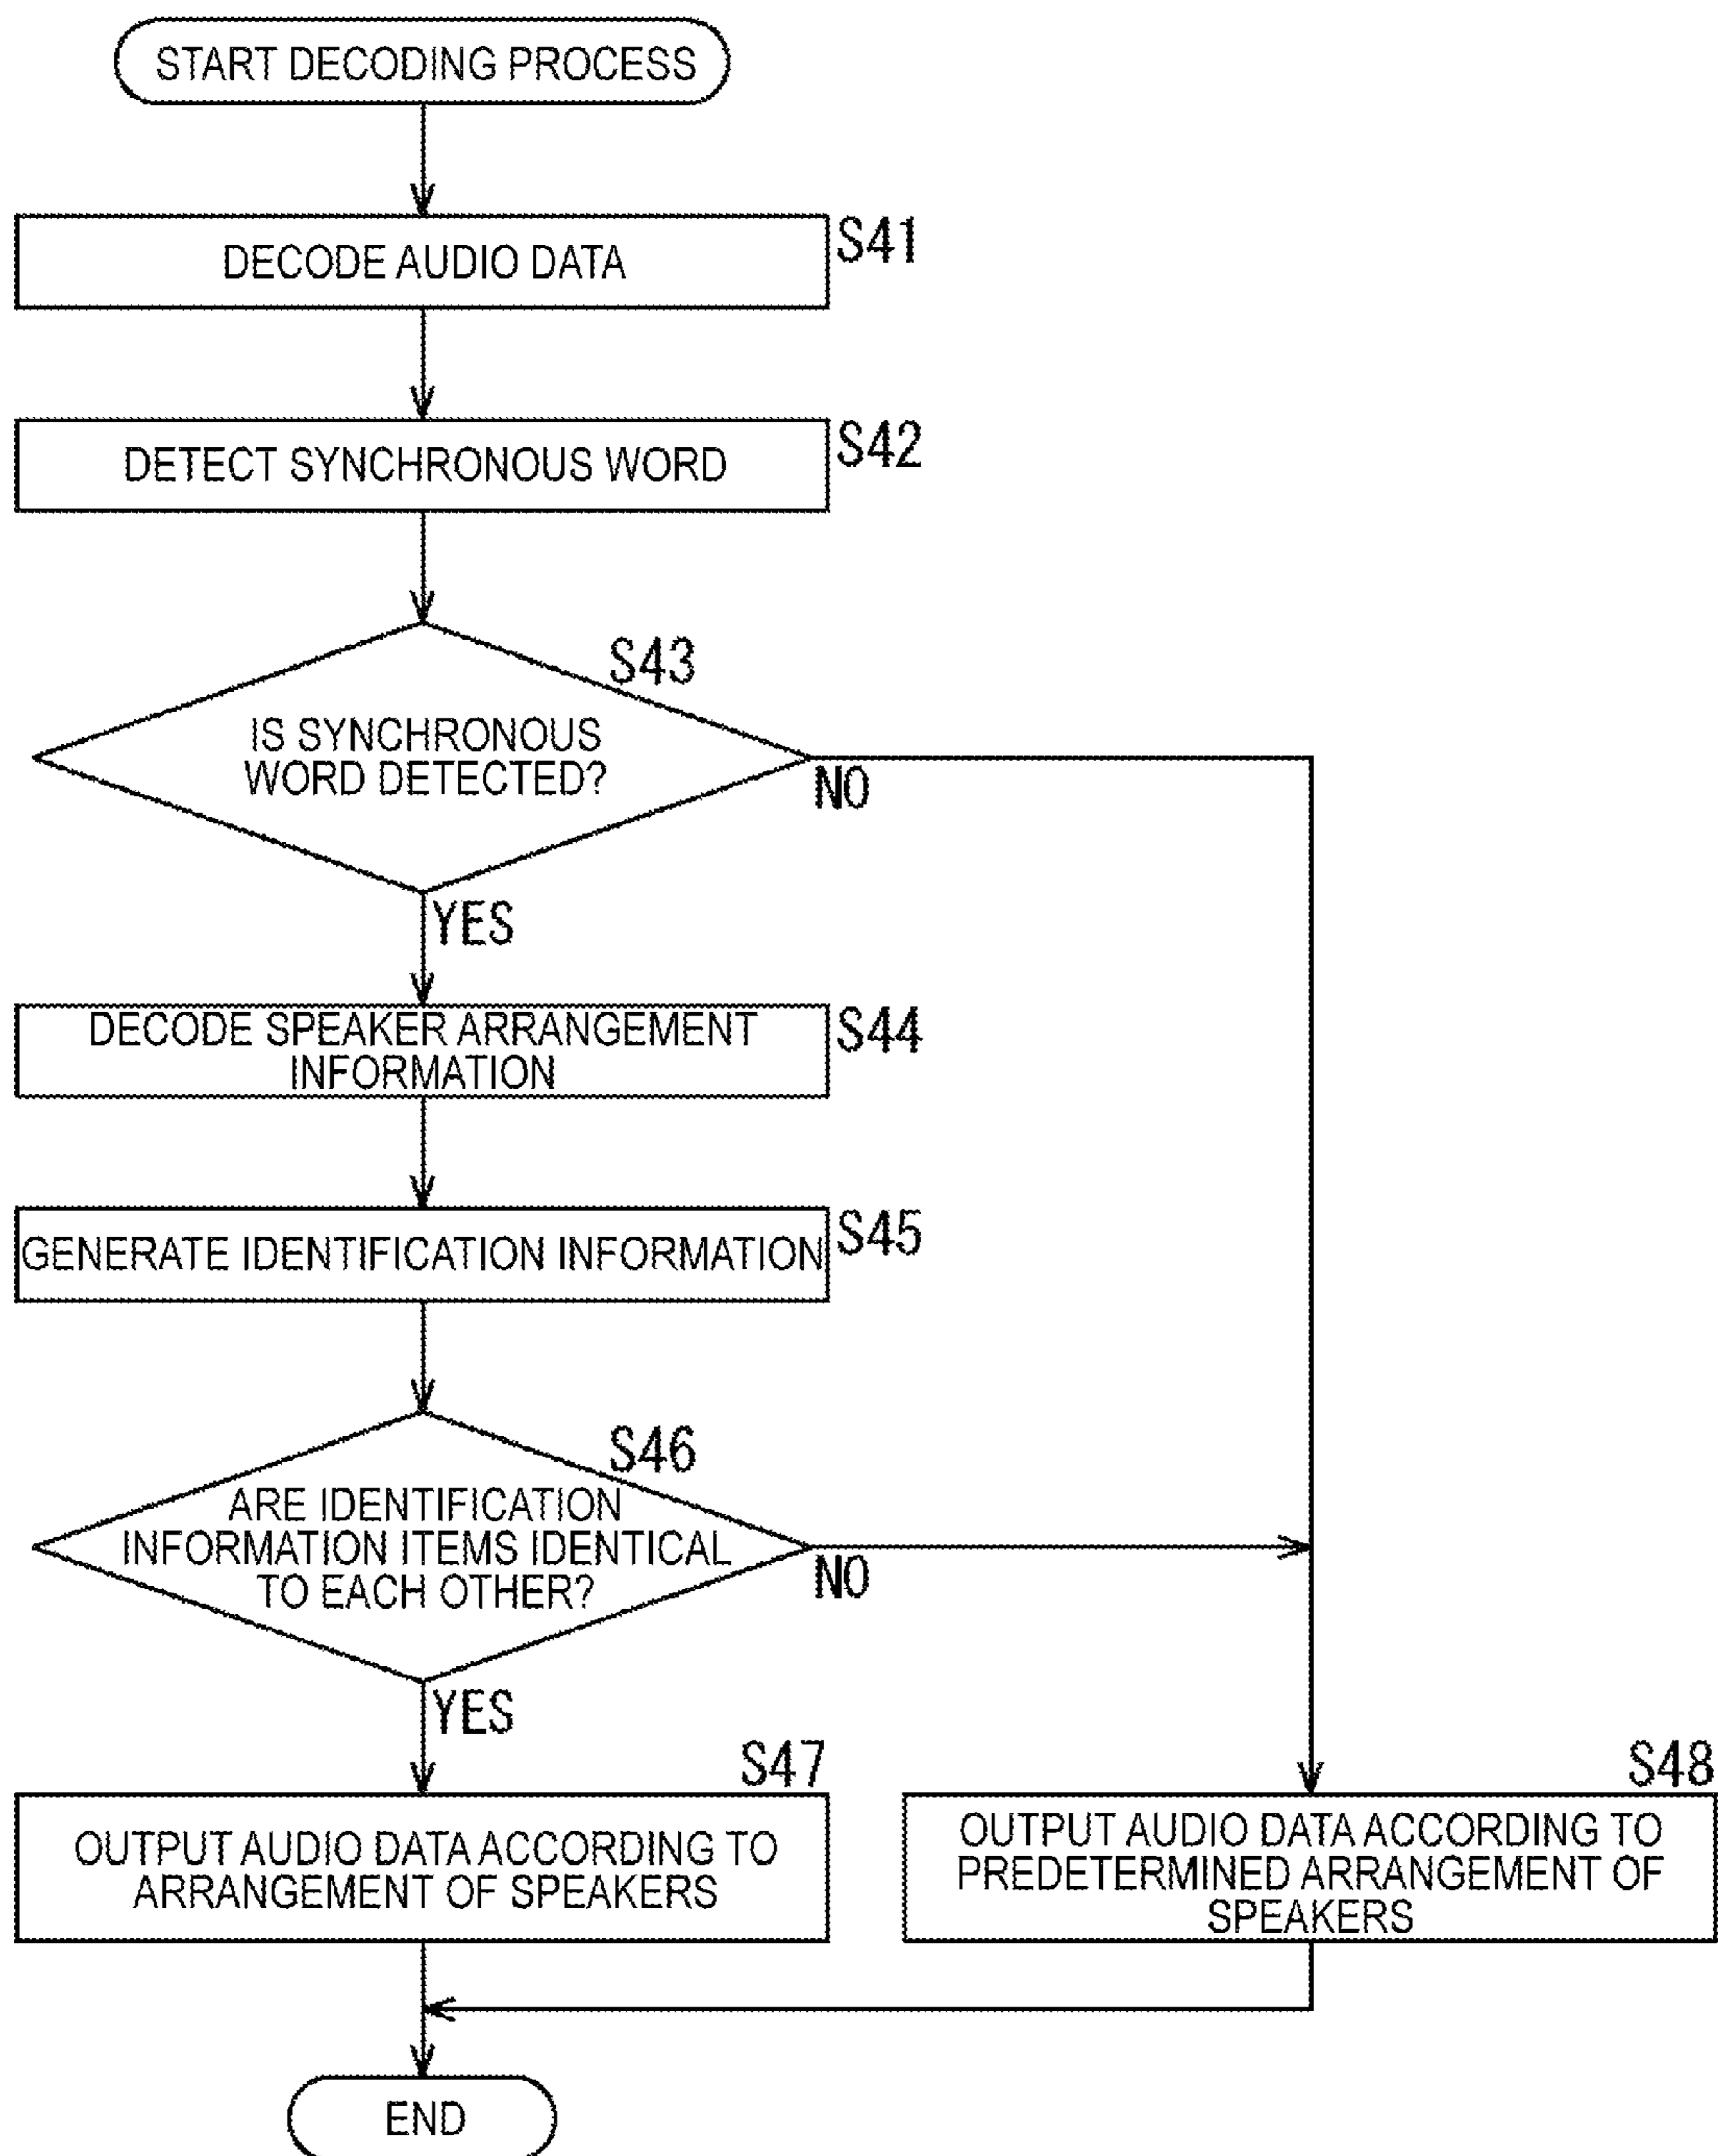 START DECODING PROCESS
DECODE AUDIO DATA
S41
DETECT SYNCHRONOUS WORD
S42
S43
IS SYNCHRONOUS
WORD DETECTED?
NO
YES
DECODE SPEAKER ARRANGEMENT
INFORMATION
S44
GENERATE IDENTIFICATION INFORMATION
S45
S46
ARE IDENTIFICATION
INFORMATION ITEMS IDENTICAL
TO EACH OTHER?
NO
YES
S47
OUTPUT AUDIO DATA ACCORDING TO
ARRANGEMENT OF SPEAKERS
S48
OUTPUT AUDIO DATA ACCORDING TO
PREDETERMINED ARRANGEMENT OF
SPEAKERS
END